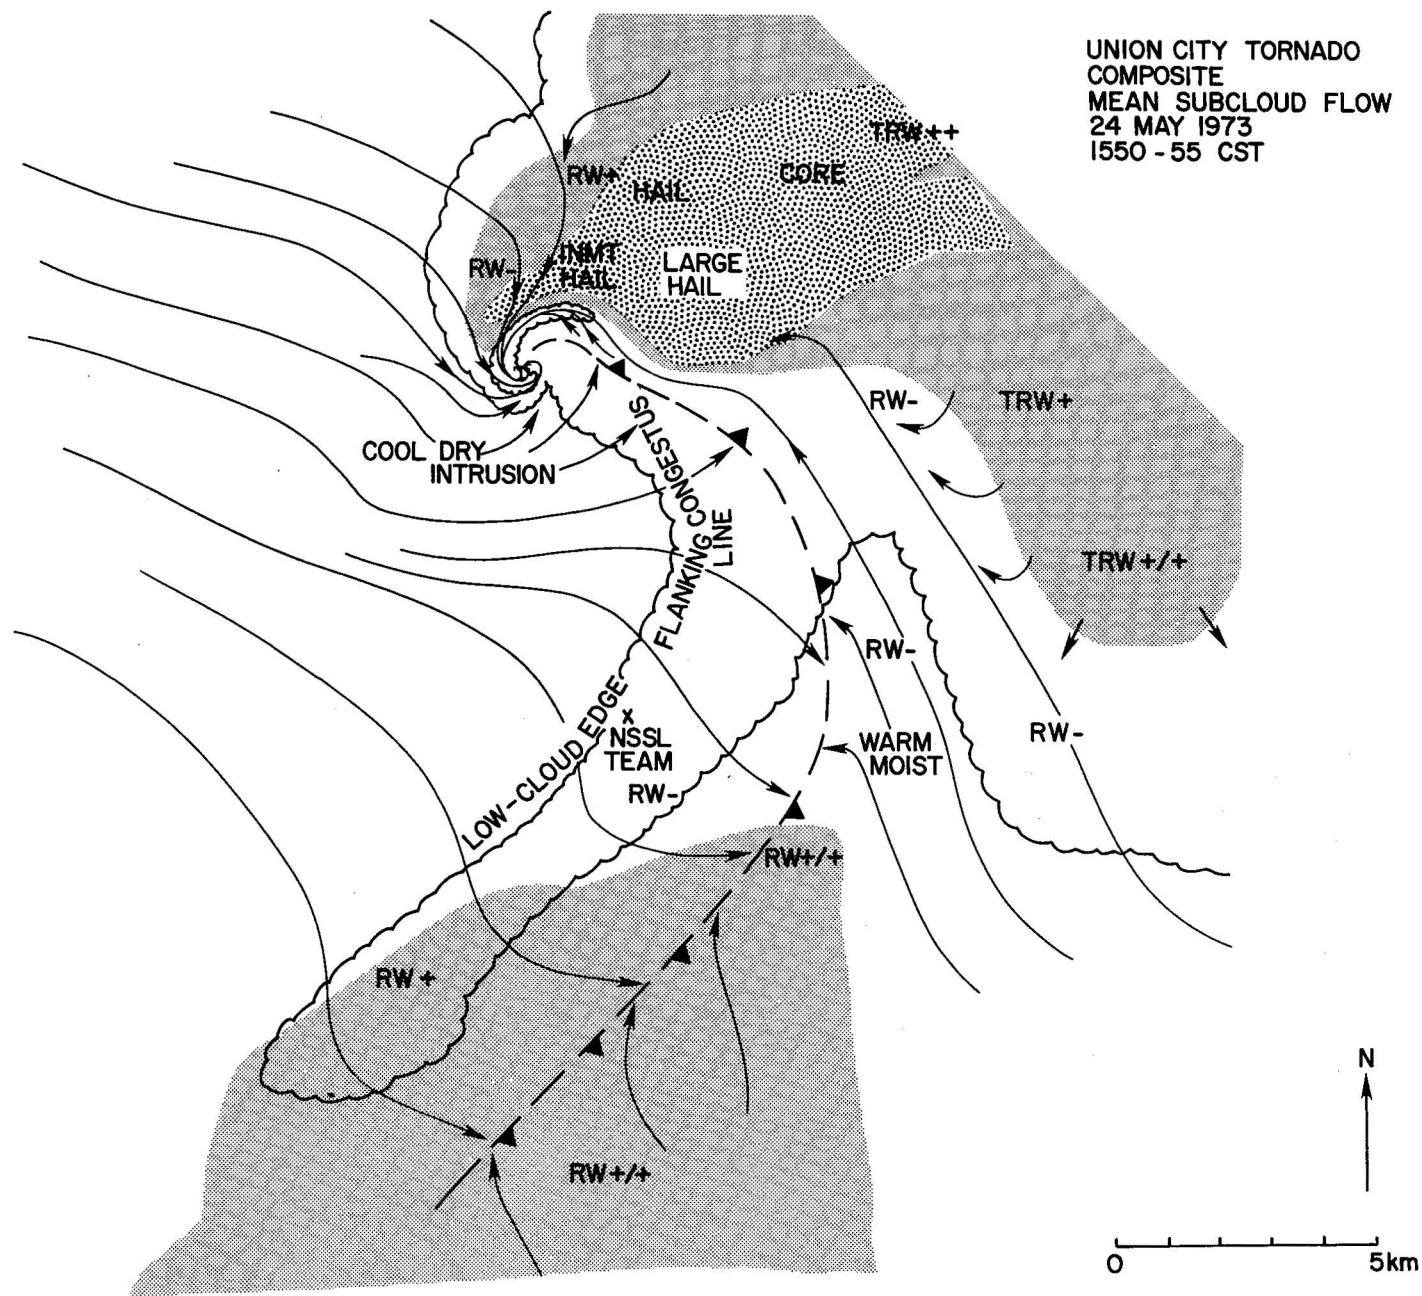 UNION CITY TORNADO
COMPOSITE
MEAN SUBCLOUD FLOW
24 MAY 1973
1550-55 CST
TRW++
CORE
RW+
HAIL
INMT
HAIL
RW-
LARGE
HAIL
RW-
TRW+
COOL DRY
INTRUSION
FLANKING CONGESTUS
LINE
TRW+/+
RW-
LOW-CLOUD EDGE
x
NSSL
TEAM
RW-
WARM
MOIST
RW-
RW+/+
RW+
RW+/+
N
0 5km